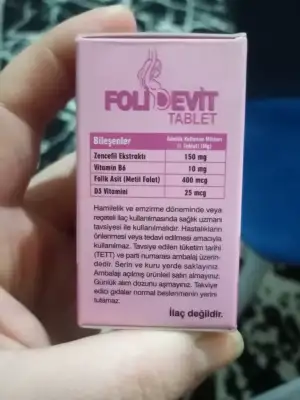 FOLIDEVİT
TABLET
Bileşenler
Günlük Kullanım Miktarı
(1 Tablet)
Zencefil Ekstraktı 150 mg
Vitamin B6 10 mg
Folik Asit (Metil Folat) 400 mcg
D3 Vitamini 25 mcg
Hamilelik ve emzirme döneminde veya
reçeteli ilaç kullanılmasında sağlık uzmanı
tavsiyesi ile kullanılmalıdır. Hastalıkların
önlenmesi veya tedavi edilmesi amacıyla
kullanılmaz. Tavsiye edilen tüketim tarihi
(TETT) ve parti numarası ambalaj üzerin-
dedir. Serin ve kuru yerde saklayınız.
Ambalajı açılmış ürünleri satın almayınız.
Günlük alım dozunu aşmayınız. Takviye
edici gıdalar normal beslenmenin yerini
tutamaz.
İlaç değildir.